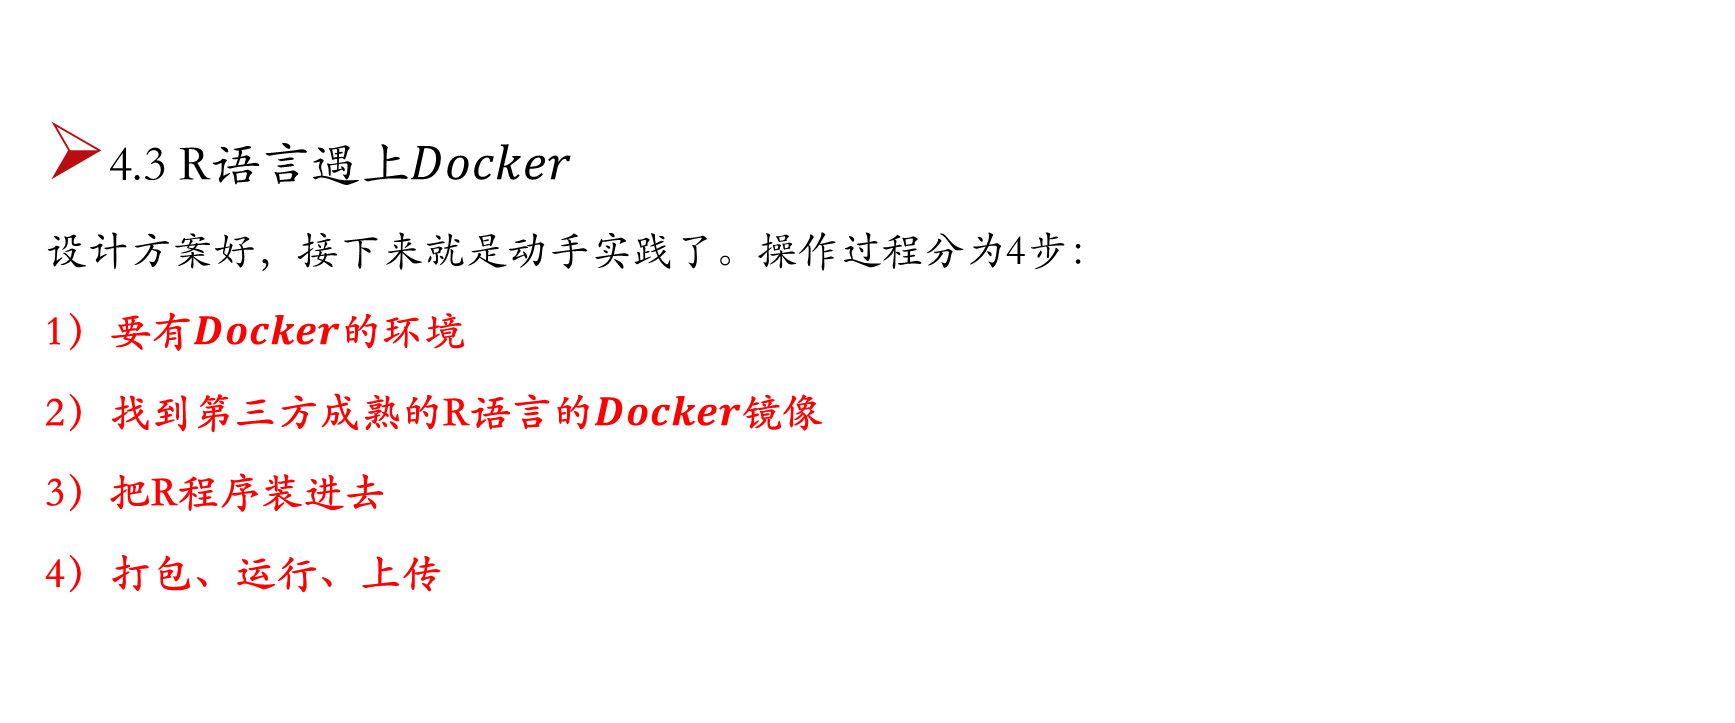 4.3 R语言遇上Docker
设计方案好，接下来就是动手实践了。操作过程分为4步：
1）要有Docker的环境
2）找到第三方成熟的R语言的Docker镜像
3）把R程序装进去
4）打包、运行、上传